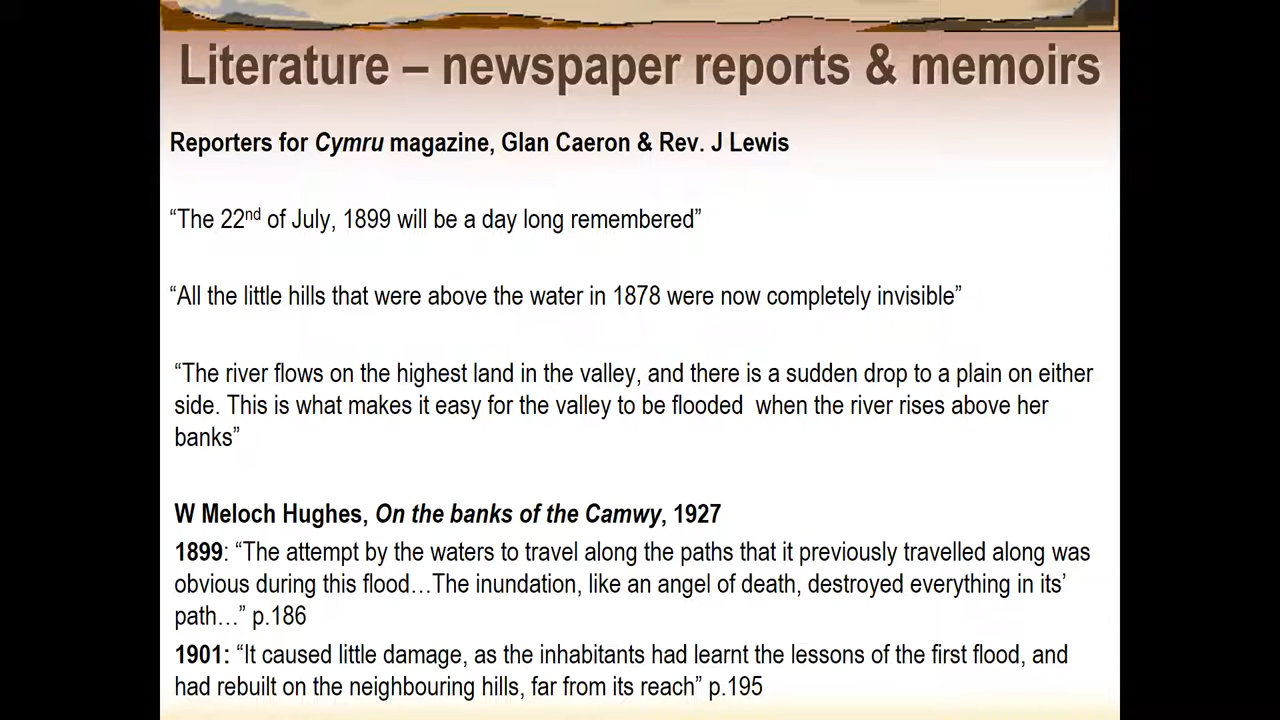 Literature – newspaper reports & memoirs
Reporters for Cymru magazine, Glan Caeron & Rev. J Lewis
“The 22nd of July, 1899 will be a day long remembered”
“All the little hills that were above the water in 1878 were now completely invisible”
“The river flows on the highest land in the valley, and there is a sudden drop to a plain on either
side. This is what makes it easy for the valley to be flooded when the river rises above her
banks”
W Meloch Hughes, On the banks of the Camwy, 1927
1899: “The attempt by the waters to travel along the paths that it previously travelled along was
obvious during this flood…The inundation, like an angel of death, destroyed everything in its’
path…” p.186
1901: “It caused little damage, as the inhabitants had learnt the lessons of the first flood, and
had rebuilt on the neighbouring hills, far from its reach” p.195